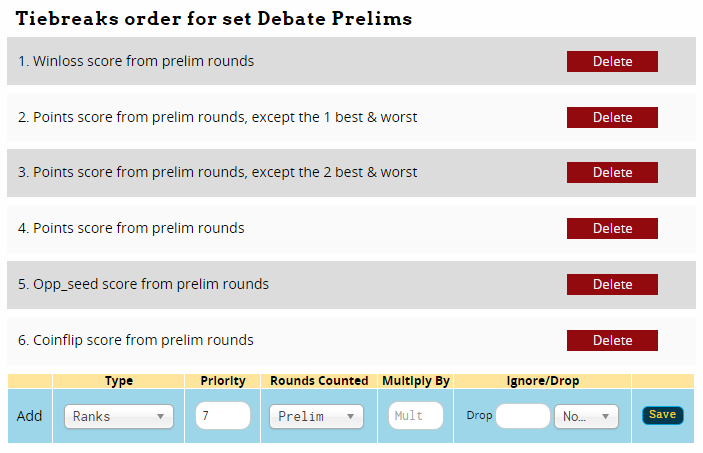 Tiebreaks order for set Debate Prelims
1. Winloss score from prelim rounds Delete
2. Points score from prelim rounds, except the 1 best & worst Delete
3. Points score from prelim rounds, except the 2 best & worst Delete
4. Points score from prelim rounds Delete
5. Opp_seed score from prelim rounds Delete
6. Coinflip score from prelim rounds Delete
Type Priority Rounds Counted Multiply By Ignore/Drop
Add Ranks 7 Prelim Mult Drop No... Save